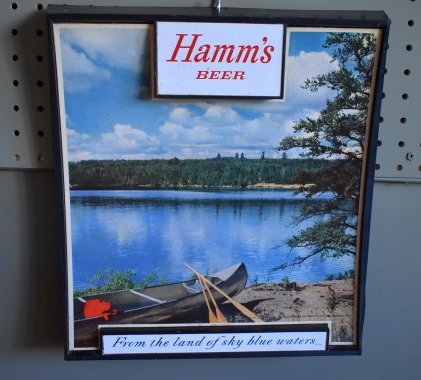 Hamm's
BEER
From the land of sky blue waters...